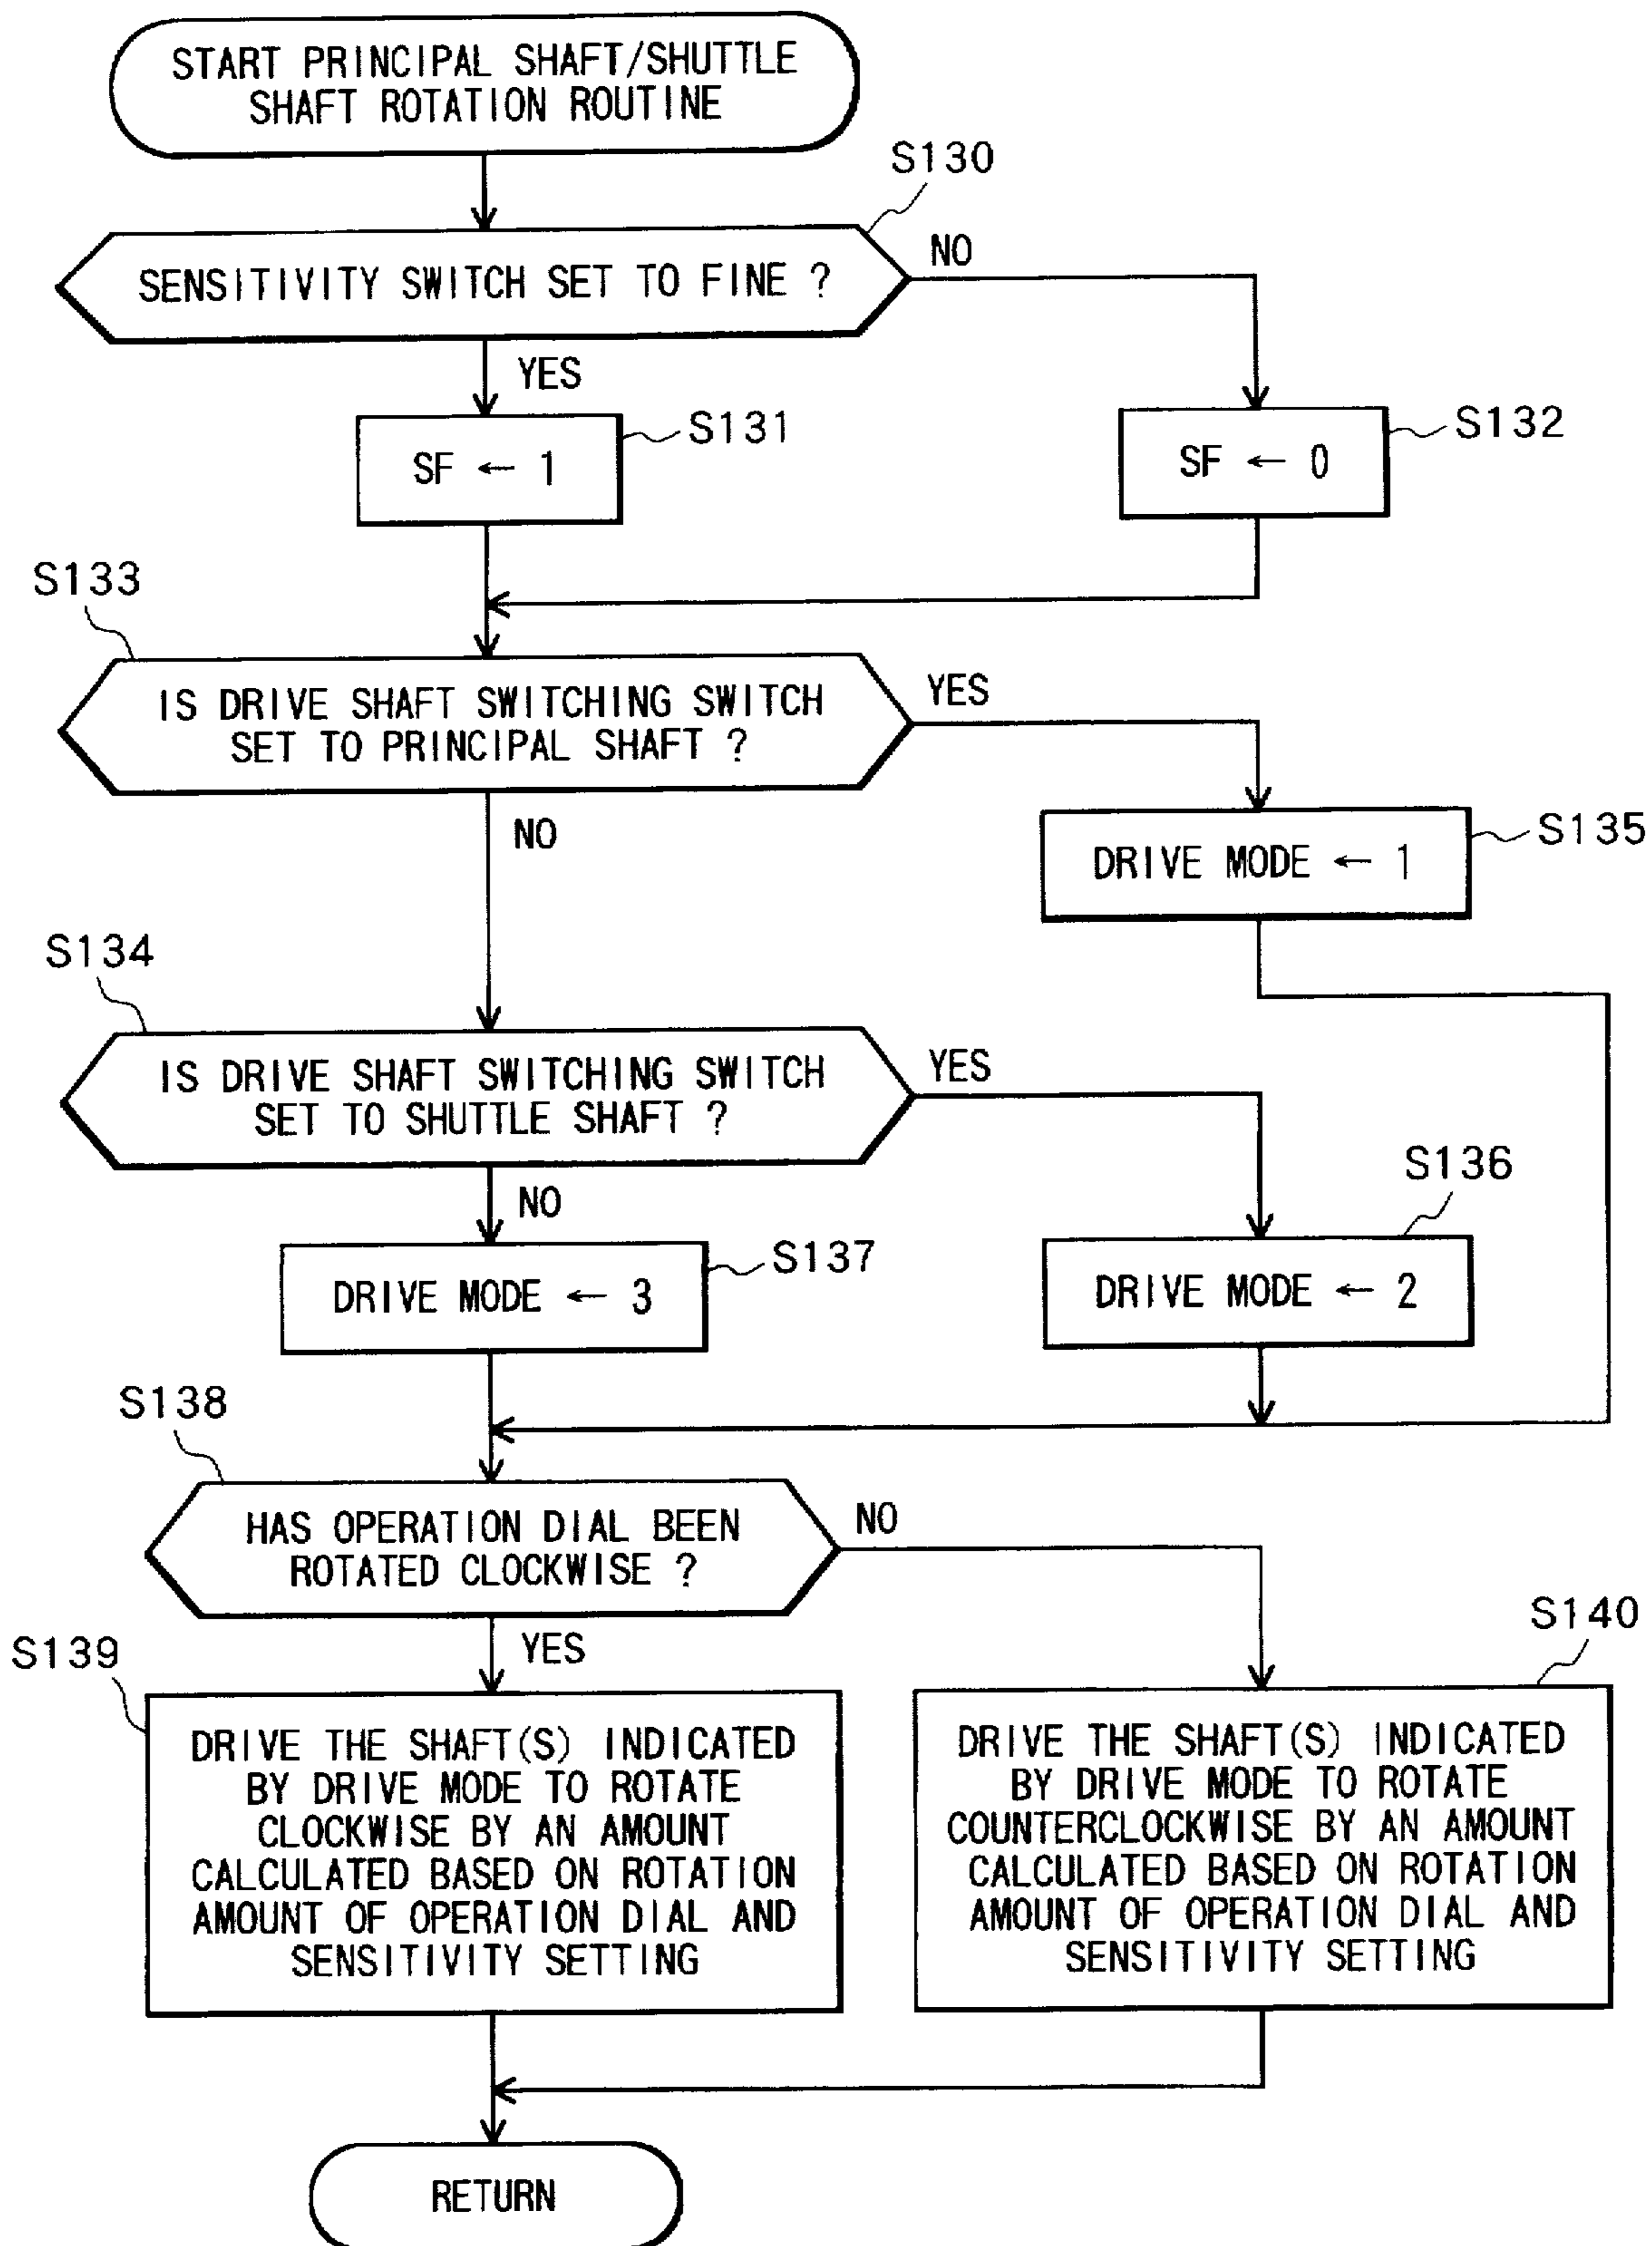 START PRINCIPAL SHAFT/SHUTTLE
SHAFT ROTATION ROUTINE
S130
SENSITIVITY SWITCH SET TO FINE ?
NO
YES
S131
SF ← 1
S132
SF ← 0
S133
IS DRIVE SHAFT SWITCHING SWITCH
SET TO PRINCIPAL SHAFT ?
YES
NO
S135
DRIVE MODE ← 1
S134
IS DRIVE SHAFT SWITCHING SWITCH
SET TO SHUTTLE SHAFT ?
YES
NO
S136
DRIVE MODE ← 2
S137
DRIVE MODE ← 3
S138
HAS OPERATION DIAL BEEN
ROTATED CLOCKWISE ?
NO
YES
S139
DRIVE THE SHAFT(S) INDICATED
BY DRIVE MODE TO ROTATE
CLOCKWISE BY AN AMOUNT
CALCULATED BASED ON ROTATION
AMOUNT OF OPERATION DIAL AND
SENSITIVITY SETTING
S140
DRIVE THE SHAFT(S) INDICATED
BY DRIVE MODE TO ROTATE
COUNTERCLOCKWISE BY AN AMOUNT
CALCULATED BASED ON ROTATION
AMOUNT OF OPERATION DIAL AND
SENSITIVITY SETTING
RETURN